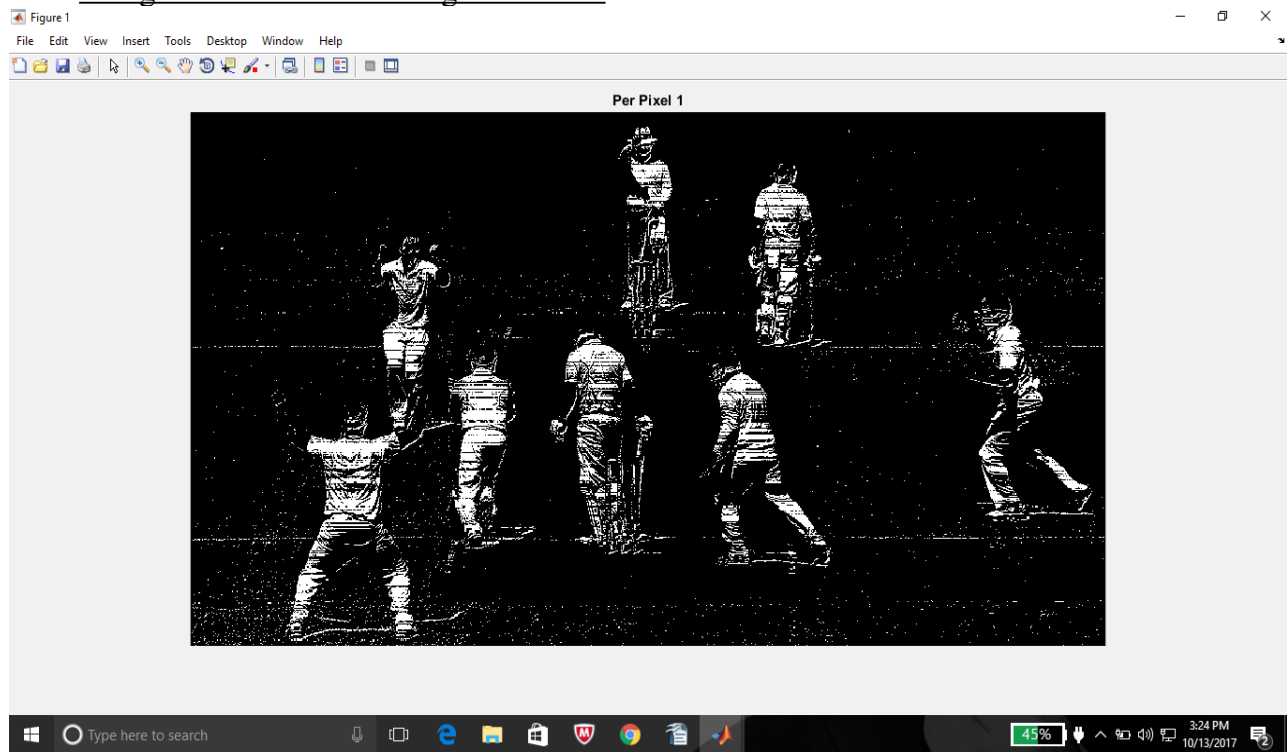 Figure 1
File Edit View Insert Tools Desktop Window Help
Per Pixel 1
Type here to search
45%
3:24 PM
10/13/2017
2